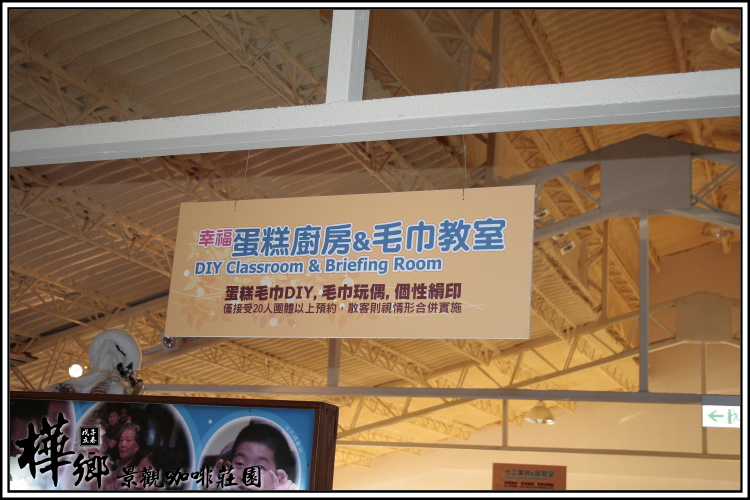 幸福蛋糕廚房&毛巾教室
DIY Classroom & Briefing Room
蛋糕毛巾DIY, 毛巾玩偶, 個性絹印
僅接受20人團體以上預約，散客則視情形合併實施
樺鄉景觀咖啡莊園